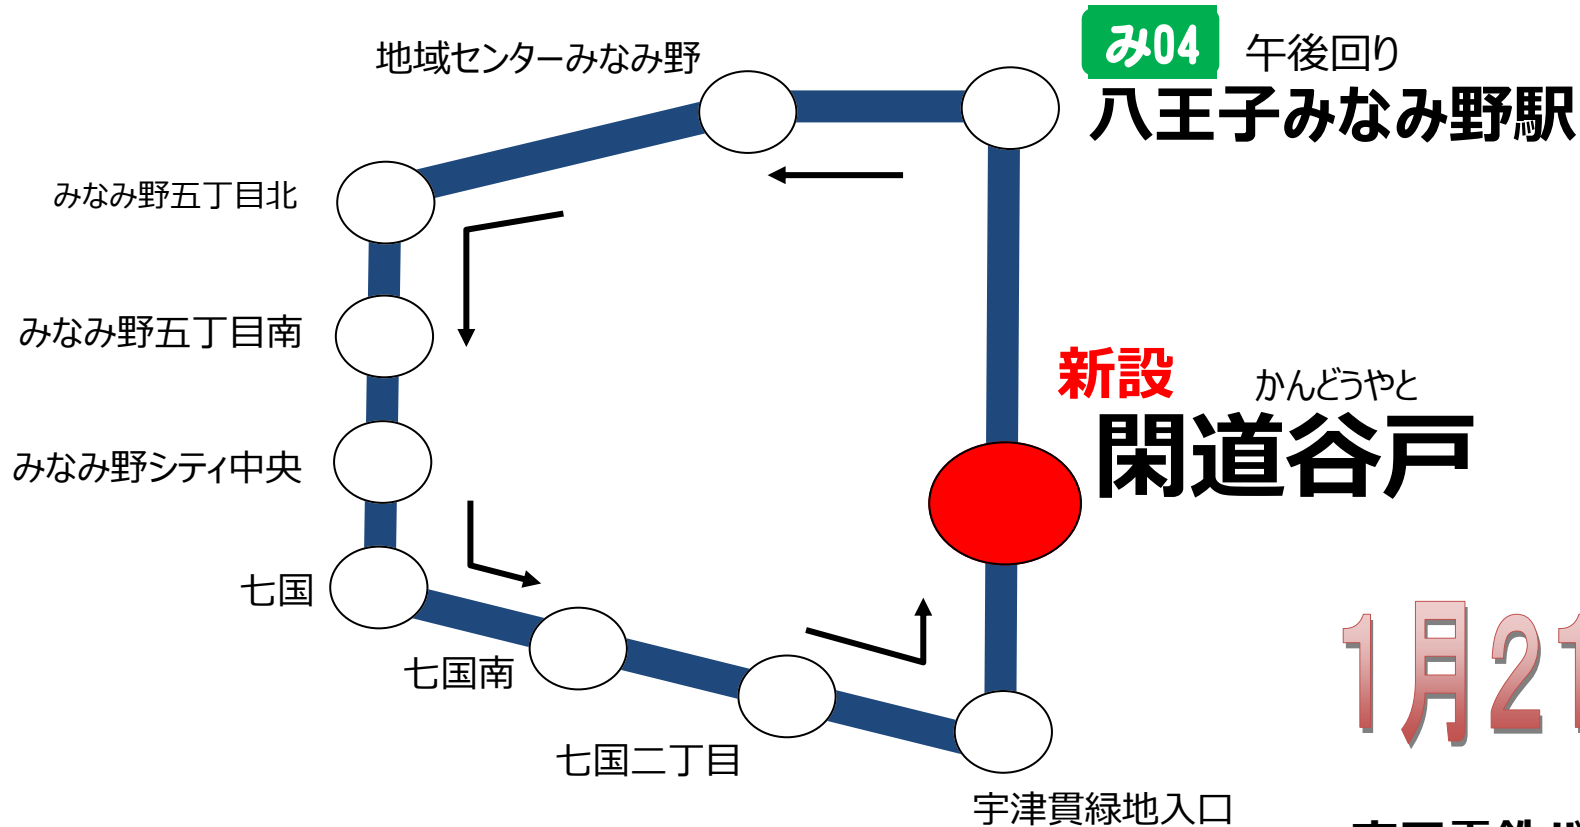 み04 午後回り
八王子みなみ野駅
地域センターみなみ野
みなみ野五丁目北
みなみ野五丁目南
新設
かんどうやと
閑道谷戸
みなみ野シティ中央
七国
七国南
七国二丁目
宇津貫緑地入口
1月21